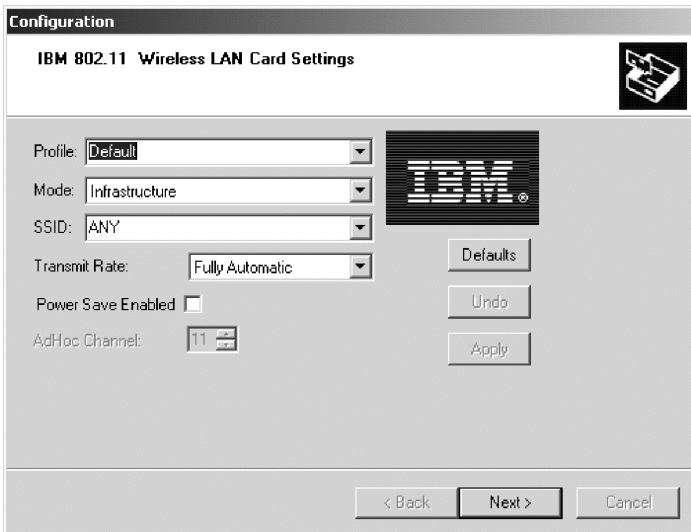 Configuration
IBM 802.11 Wireless LAN Card Settings
Profile: Default
Mode: Infrastructure
SSID: ANY
Transmit Rate: Fully Automatic
Power Save Enabled
AdHoc Channel: 11
IBM®
Defaults
Undo
Apply
< Back Next > Cancel